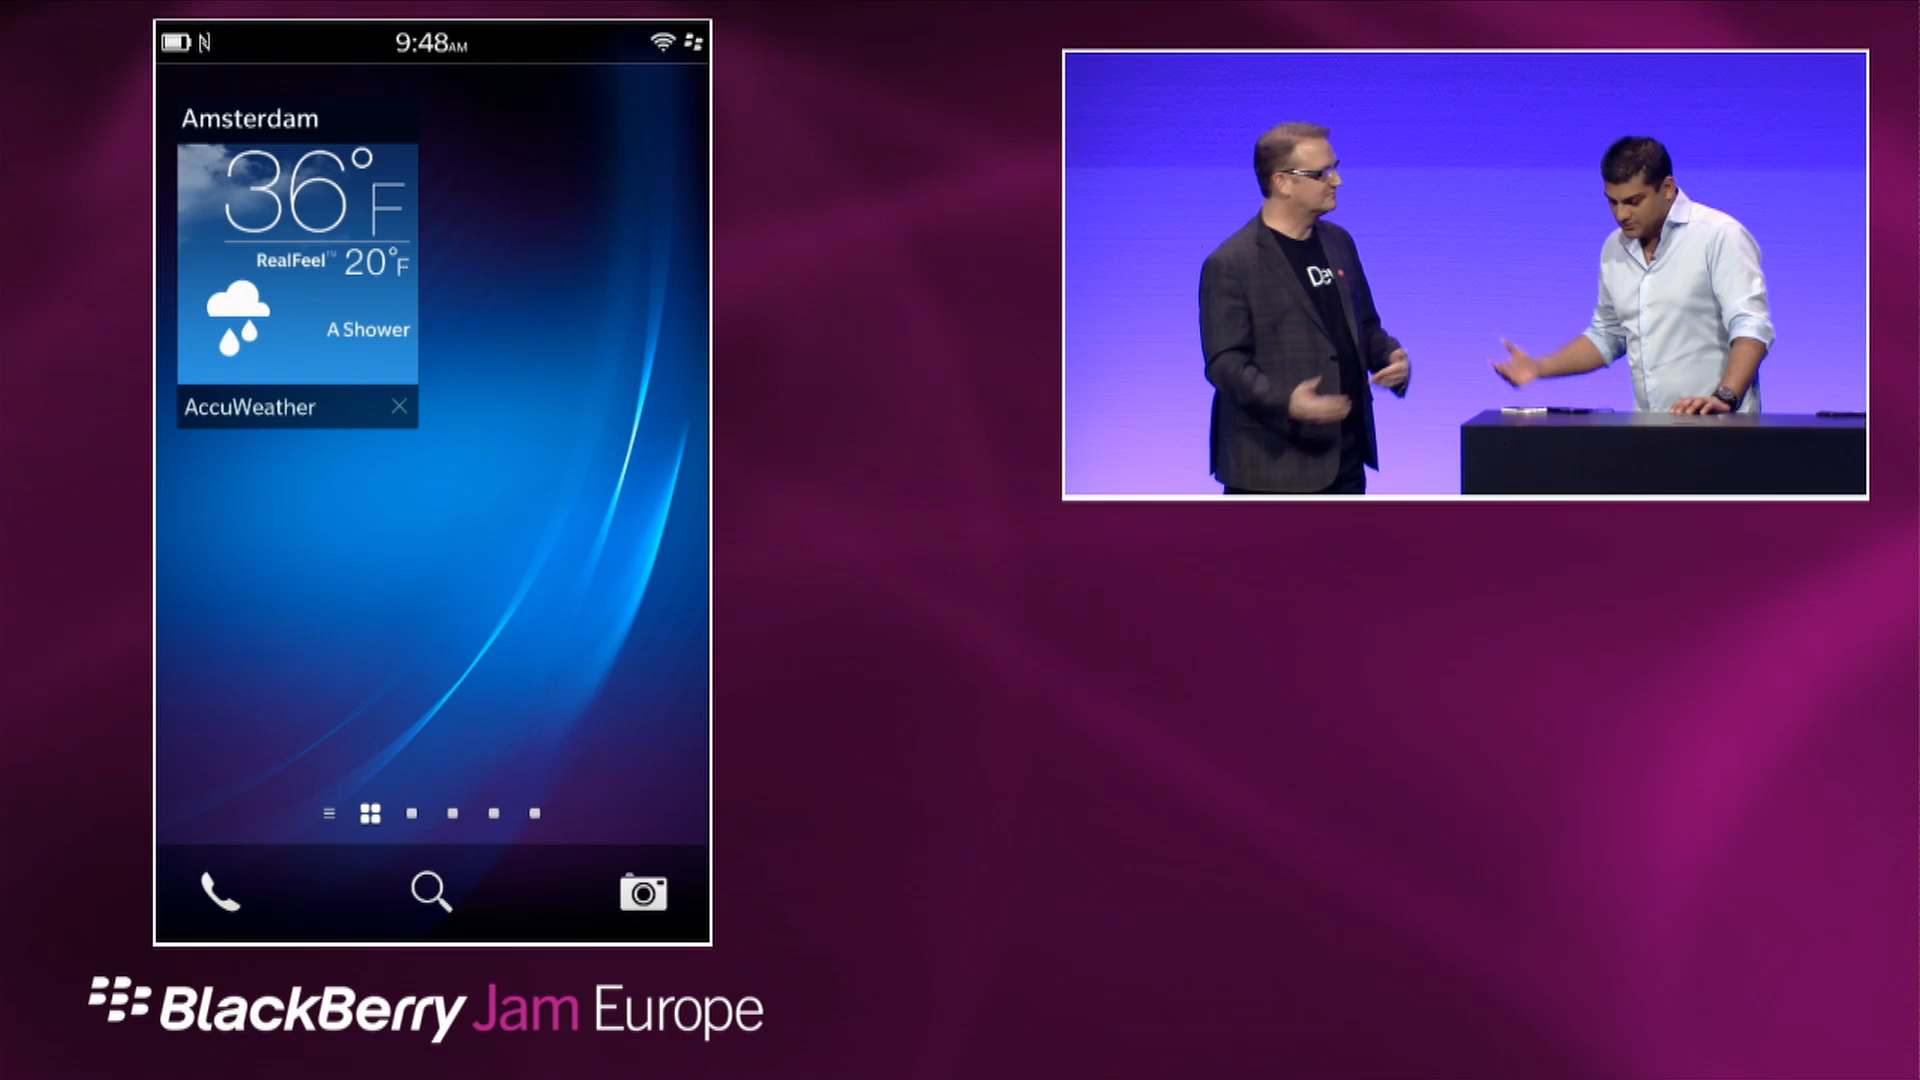 9:48AM
Amsterdam
36°F
RealFeel™ 20°F
A Shower
AccuWeather
BlackBerry Jam Europe